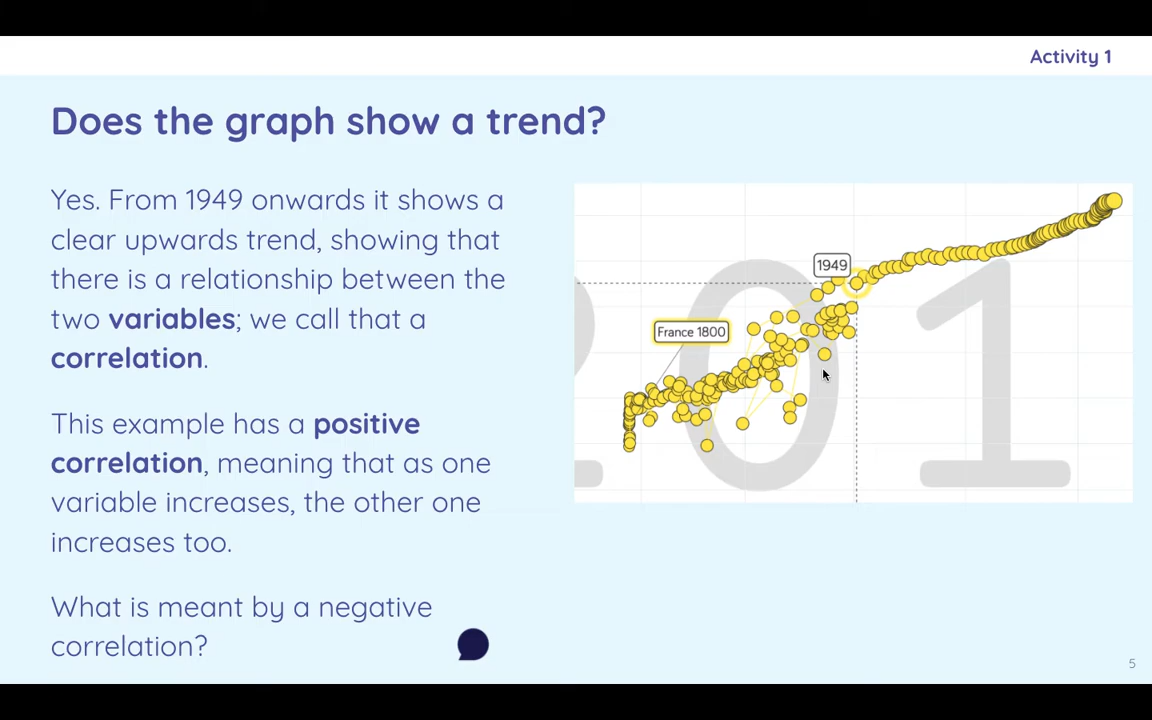 Activity 1
Does the graph show a trend?
Yes. From 1949 onwards it shows a
clear upwards trend, showing that
there is a relationship between the
two variables; we call that a
correlation.
This example has a positive
correlation, meaning that as one
variable increases, the other one
increases too.
What is meant by a negative
correlation?
1949
France 1800
201
5